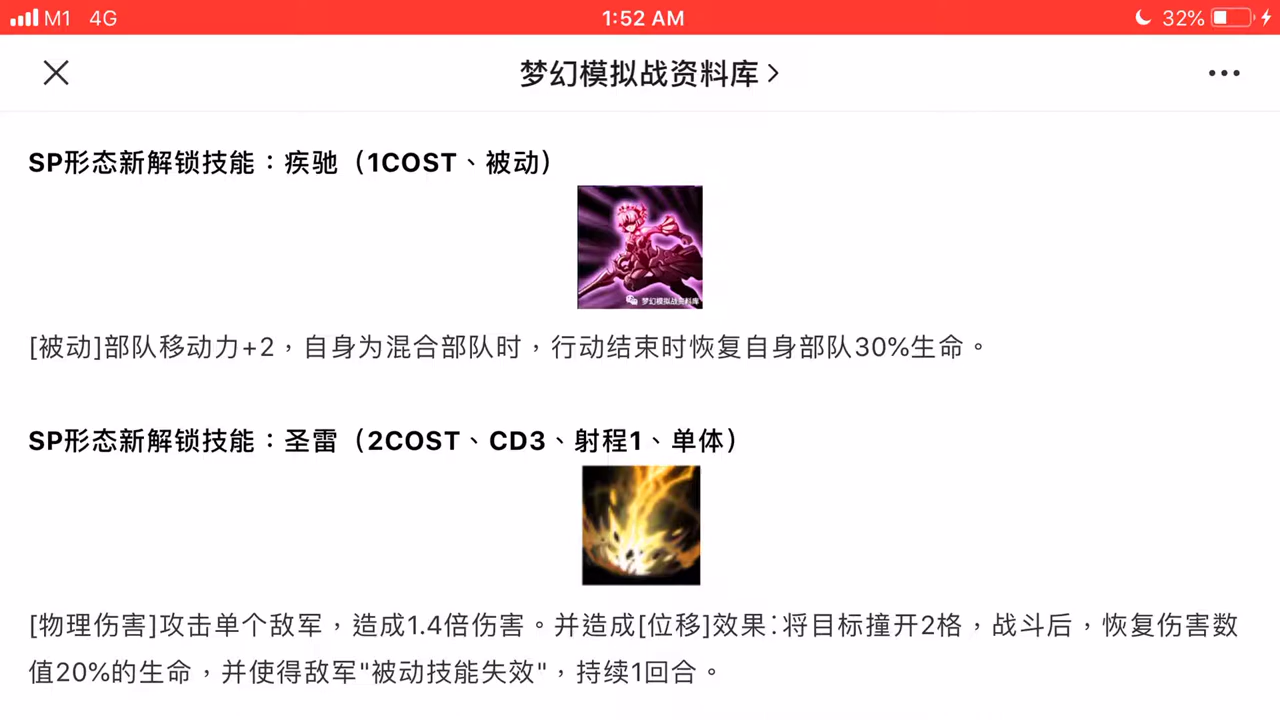 M1 4G 1:52 AM 32%
梦幻模拟战资料库
SP形态新解锁技能：疾驰（1COST、被动）
梦幻模拟战资料库
[被动]部队移动力+2，自身为混合部队时，行动结束时恢复自身部队30%生命。
SP形态新解锁技能：圣雷（2COST、CD3、射程1、单体）
[物理伤害]攻击单个敌军，造成1.4倍伤害。并造成[位移]效果:将目标撞开2格，战斗后，恢复伤害数
值20%的生命，并使得敌军"被动技能失效"，持续1回合。